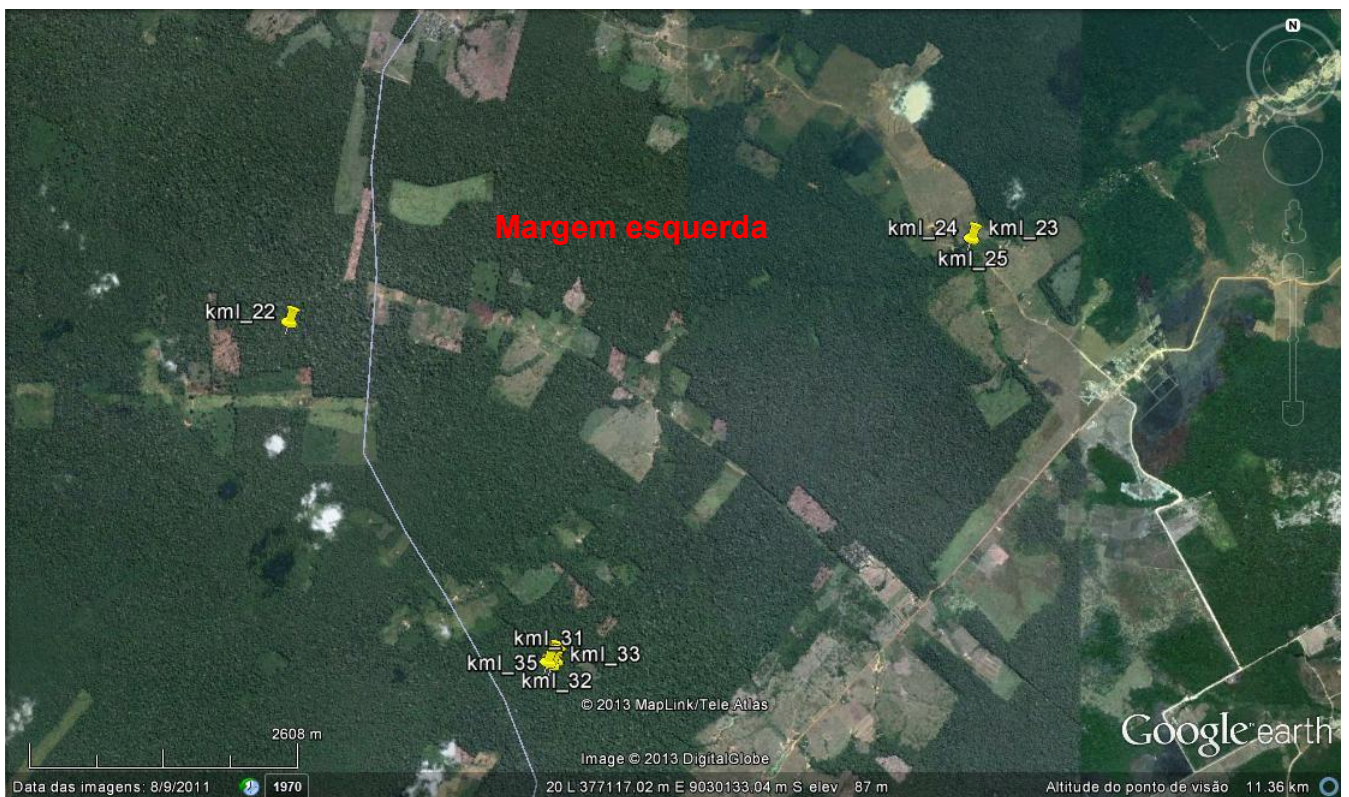 N
Margem esquerda
kml_24
kml_23
kml_25
kml_22
kml_31
kml_33
kml_35
kml_32
© 2013 MapLink/Tele Atlas
2608 m
Google earth
Image © 2013 DigitalGlobe
Data das imagens: 8/9/2011 1970 20 L 377117.02 m E 9030133.04 m S elev 87 m Altitude do ponto de visão 11.36 km